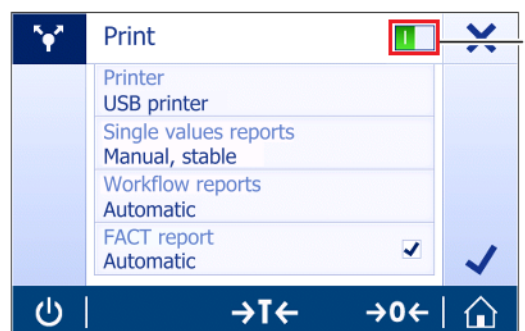 Print
Printer
USB printer
Single values reports
Manual, stable
Workflow reports
Automatic
FACT report
Automatic
→T← →0←